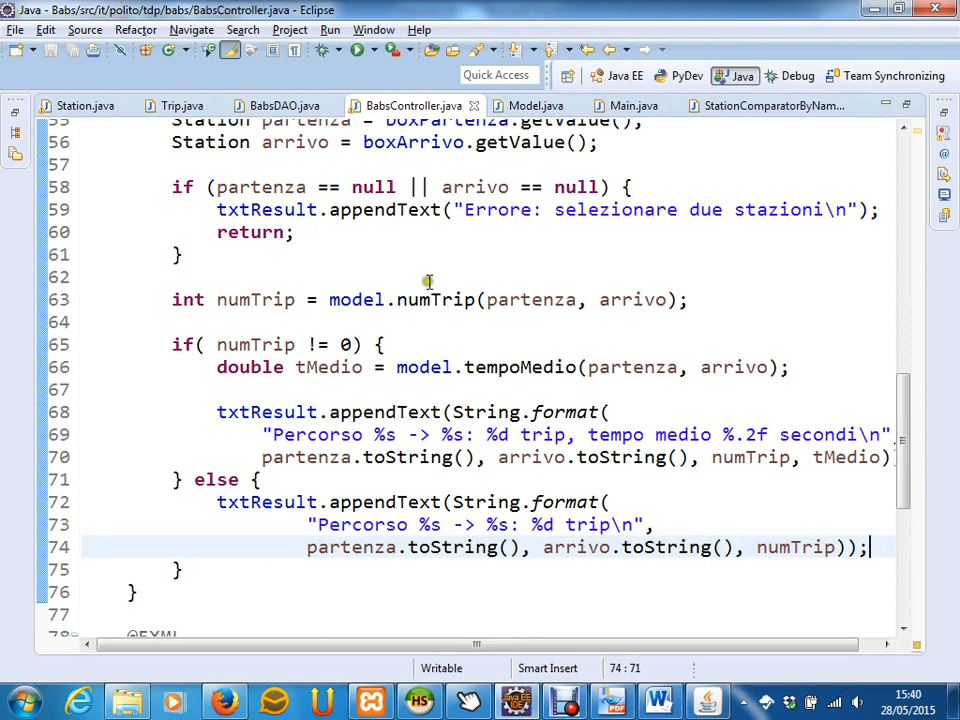 Java - Babs/src/it/polito/tdp/babs/BabsController.java - Eclipse
File Edit Source Refactor Navigate Search Project Run Window Help
Quick Access Java EE PyDev Java Debug Team Synchronizing
Station.java Trip.java BabsDAO.java BabsController.java Model.java Main.java StationComparatorByNam...
55 Station partenza = boxPartenza.getValue();
56 Station arrivo = boxArrivo.getValue();
57
58 if (partenza == null || arrivo == null) {
59 txtResult.appendText("Errore: selezionare due stazioni\n");
60 return;
61 }
62
63 int numTrip = model.numTrip(partenza, arrivo);
64
65 if( numTrip != 0) {
66 double tMedio = model.tempoMedio(partenza, arrivo);
67
68 txtResult.appendText(String.format(
69 "Percorso %s -> %s: %d trip, tempo medio %.2f secondi\n",
70 partenza.toString(), arrivo.toString(), numTrip, tMedio)
71 } else {
72 txtResult.appendText(String.format(
73 "Percorso %s -> %s: %d trip\n",
74 partenza.toString(), arrivo.toString(), numTrip));
75 }
76 }
77
78 @FXML
Writable Smart Insert 74 : 71
15:40
28/05/2015